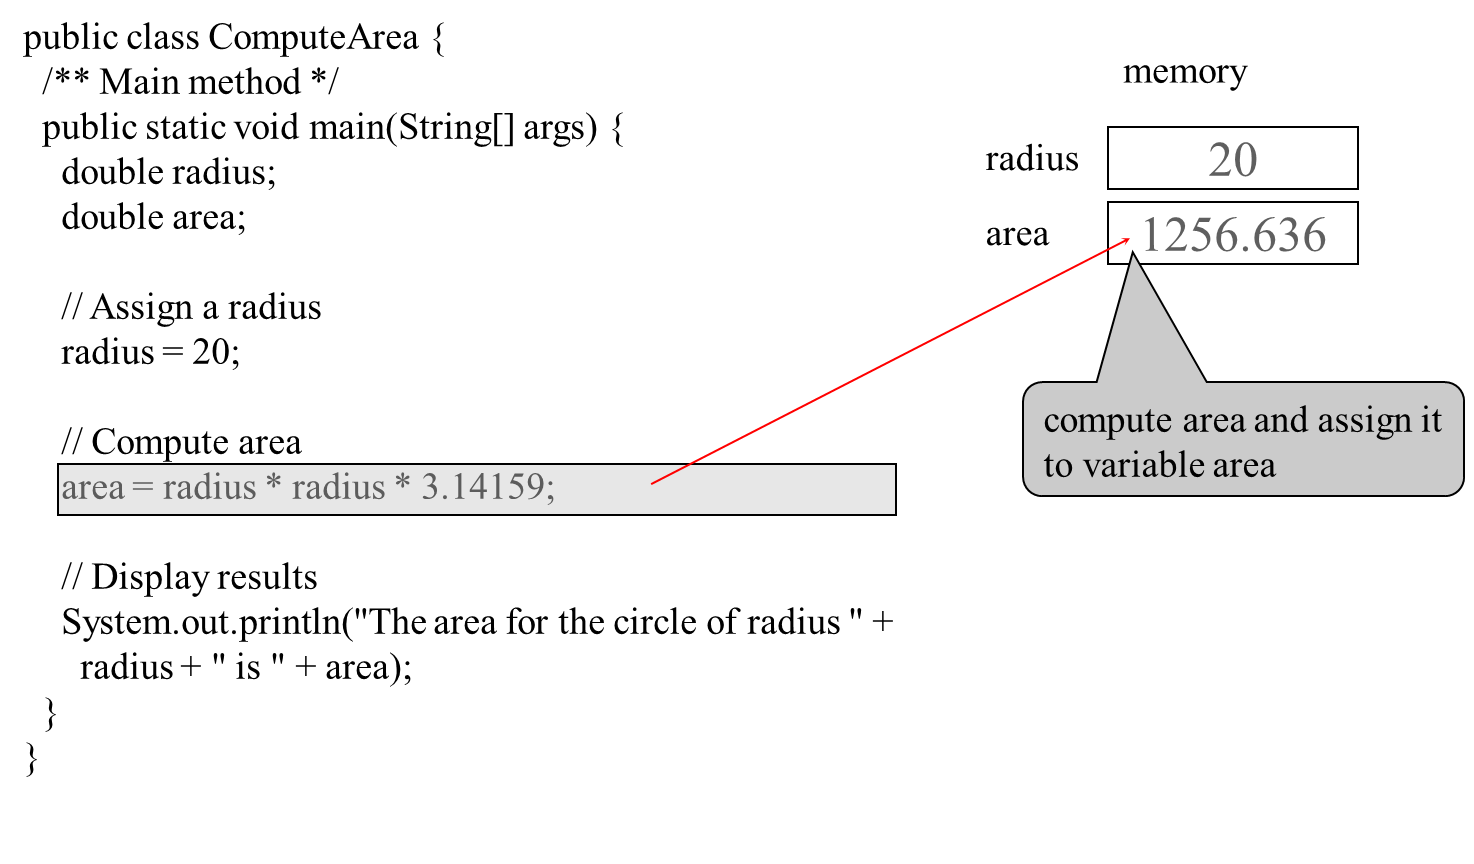 public class ComputeArea {
/** Main method */
public static void main(String[] args) {
double radius;
double area;
// Assign a radius
radius = 20;
// Compute area
area = radius * radius * 3.14159;
// Display results
System.out.println("The area for the circle of radius " +
radius + " is " + area);
}
}
memory
radius 20
area 1256.636
compute area and assign it
to variable area